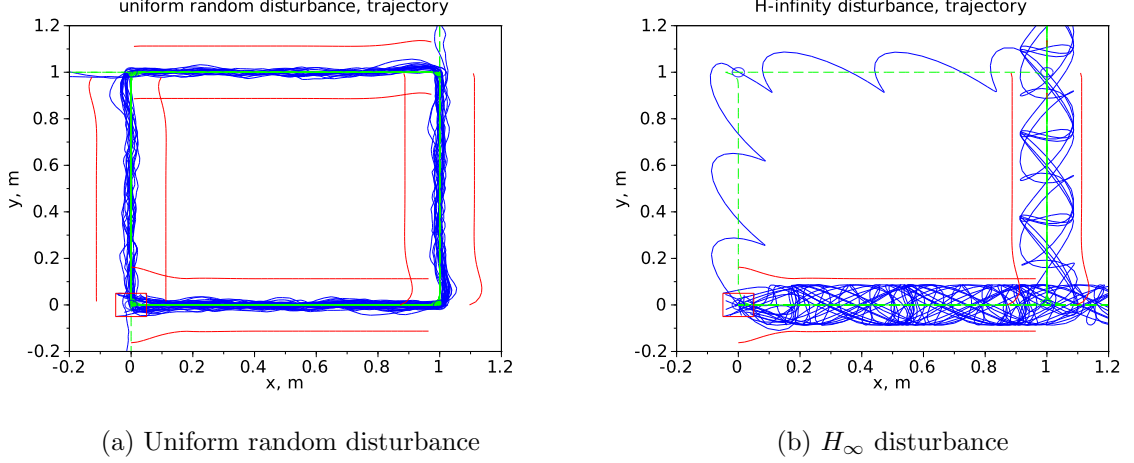 uniform random disturbance, trajectory
1.2
1
0.8
0.6
0.4
0.2
0
-0.2
y, m
-0.2 0 0.2 0.4 0.6 0.8 1 1.2
x, m
(a) Uniform random disturbance
H-infinity disturbance, trajectory
1.2
1
0.8
0.6
0.4
0.2
0
-0.2
y, m
-0.2 0 0.2 0.4 0.6 0.8 1 1.2
x, m
(b) H∞ disturbance